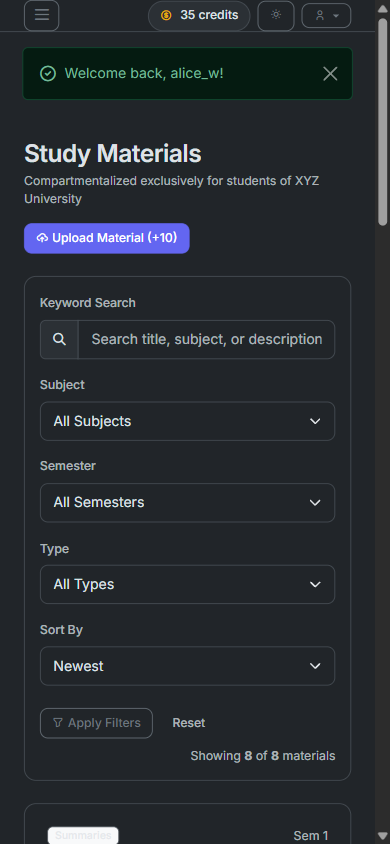 35 credits
Welcome back, alice_w!
Study Materials
Compartmentalized exclusively for students of XYZ
University
Upload Material (+10)
Keyword Search
Search title, subject, or description
Subject
All Subjects
Semester
All Semesters
Type
All Types
Sort By
Newest
Apply Filters
Reset
Showing 8 of 8 materials
Summaries
Sem 1